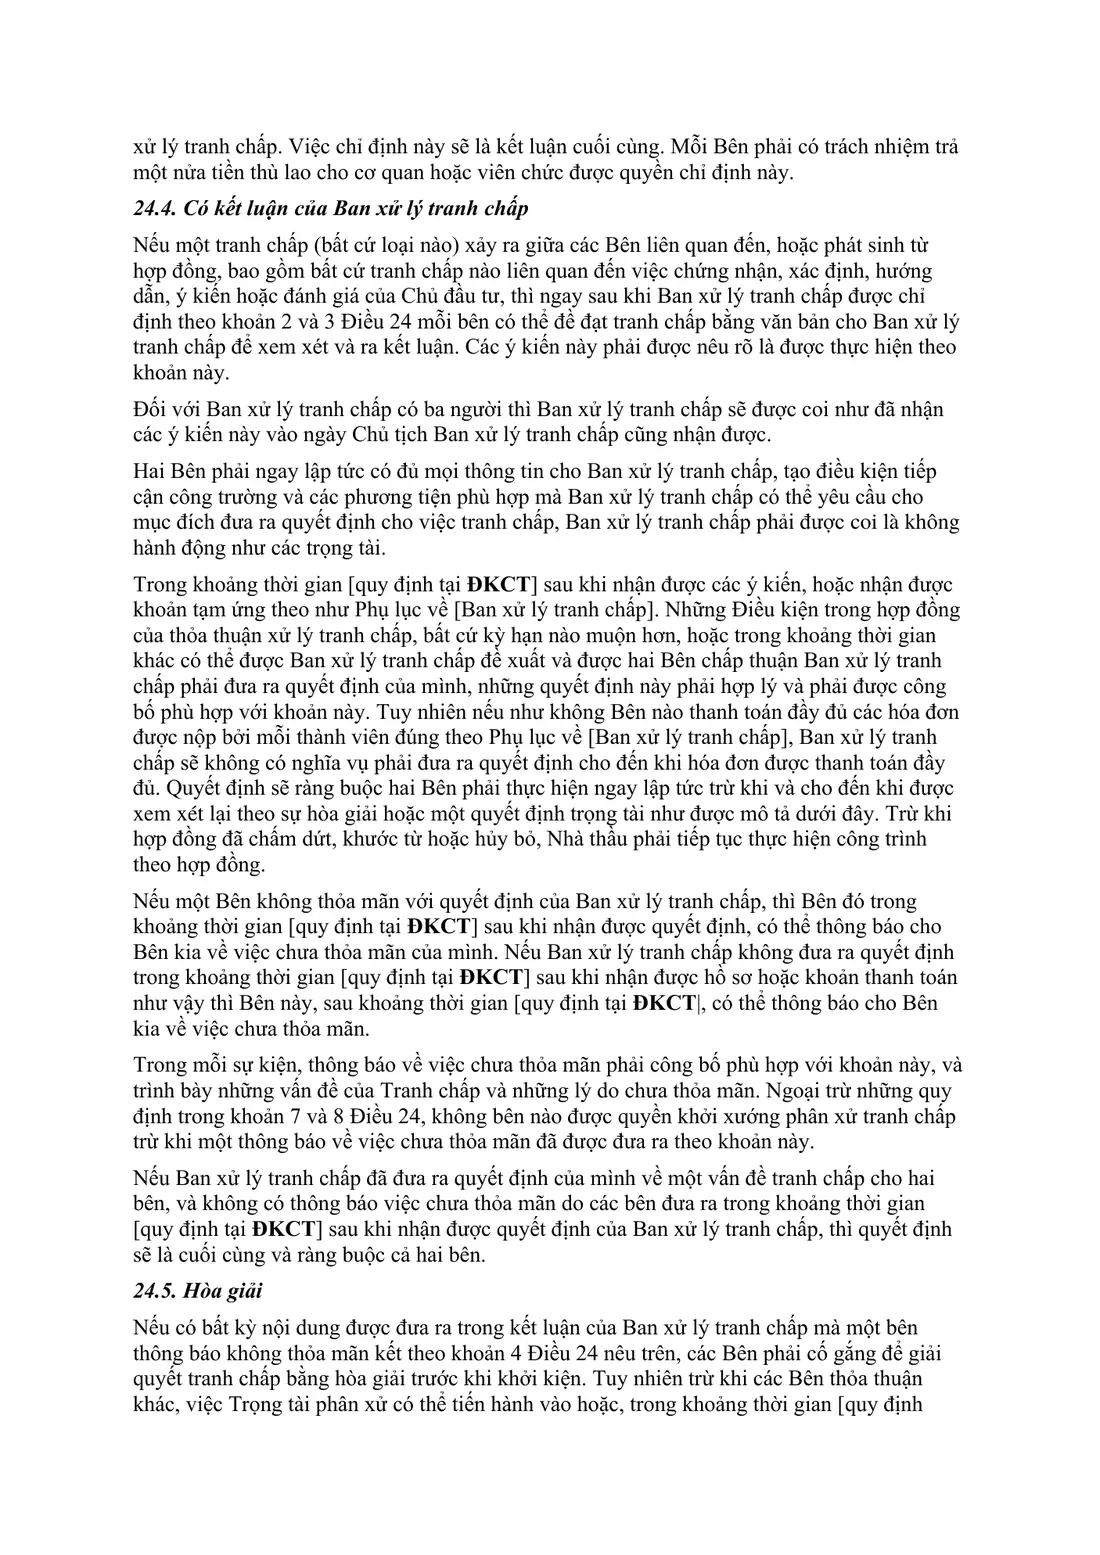 xử lý tranh chấp. Việc chỉ định này sẽ là kết luận cuối cùng. Mỗi Bên phải có trách nhiệm trả
một nửa tiền thù lao cho cơ quan hoặc viên chức được quyền chỉ định này.
24.4. Có kết luận của Ban xử lý tranh chấp
Nếu một tranh chấp (bất cứ loại nào) xảy ra giữa các Bên liên quan đến, hoặc phát sinh từ
hợp đồng, bao gồm bất cứ tranh chấp nào liên quan đến việc chứng nhận, xác định, hướng
dẫn, ý kiến hoặc đánh giá của Chủ đầu tư, thì ngay sau khi Ban xử lý tranh chấp được chỉ
định theo khoản 2 và 3 Điều 24 mỗi bên có thể đề đạt tranh chấp bằng văn bản cho Ban xử lý
tranh chấp để xem xét và ra kết luận. Các ý kiến này phải được nêu rõ là được thực hiện theo
khoản này.
Đối với Ban xử lý tranh chấp có ba người thì Ban xử lý tranh chấp sẽ được coi như đã nhận
các ý kiến này vào ngày Chủ tịch Ban xử lý tranh chấp cũng nhận được.
Hai Bên phải ngay lập tức có đủ mọi thông tin cho Ban xử lý tranh chấp, tạo điều kiện tiếp
cận công trường và các phương tiện phù hợp mà Ban xử lý tranh chấp có thể yêu cầu cho
mục đích đưa ra quyết định cho việc tranh chấp, Ban xử lý tranh chấp phải được coi là không
hành động như các trọng tài.
Trong khoảng thời gian [quy định tại ĐKCT] sau khi nhận được các ý kiến, hoặc nhận được
khoản tạm ứng theo như Phụ lục về [Ban xử lý tranh chấp]. Những Điều kiện trong hợp đồng
của thỏa thuận xử lý tranh chấp, bất cứ kỳ hạn nào muộn hơn, hoặc trong khoảng thời gian
khác có thể được Ban xử lý tranh chấp đề xuất và được hai Bên chấp thuận Ban xử lý tranh
chấp phải đưa ra quyết định của mình, những quyết định này phải hợp lý và phải được công
bố phù hợp với khoản này. Tuy nhiên nếu như không Bên nào thanh toán đầy đủ các hóa đơn
được nộp bởi mỗi thành viên đúng theo Phụ lục về [Ban xử lý tranh chấp], Ban xử lý tranh
chấp sẽ không có nghĩa vụ phải đưa ra quyết định cho đến khi hóa đơn được thanh toán đầy
đủ. Quyết định sẽ ràng buộc hai Bên phải thực hiện ngay lập tức trừ khi và cho đến khi được
xem xét lại theo sự hòa giải hoặc một quyết định trọng tài như được mô tả dưới đây. Trừ khi
hợp đồng đã chấm dứt, khước từ hoặc hủy bỏ, Nhà thầu phải tiếp tục thực hiện công trình
theo hợp đồng.
Nếu một Bên không thỏa mãn với quyết định của Ban xử lý tranh chấp, thì Bên đó trong
khoảng thời gian [quy định tại ĐKCT] sau khi nhận được quyết định, có thể thông báo cho
Bên kia về việc chưa thỏa mãn của mình. Nếu Ban xử lý tranh chấp không đưa ra quyết định
trong khoảng thời gian [quy định tại ĐKCT] sau khi nhận được hồ sơ hoặc khoản thanh toán
như vậy thì Bên này, sau khoảng thời gian [quy định tại ĐKCT|, có thể thông báo cho Bên
kia về việc chưa thỏa mãn.
Trong mỗi sự kiện, thông báo về việc chưa thỏa mãn phải công bố phù hợp với khoản này, và
trình bày những vấn đề của Tranh chấp và những lý do chưa thỏa mãn. Ngoại trừ những quy
định trong khoản 7 và 8 Điều 24, không bên nào được quyền khởi xướng phân xử tranh chấp
trừ khi một thông báo về việc chưa thỏa mãn đã được đưa ra theo khoản này.
Nếu Ban xử lý tranh chấp đã đưa ra quyết định của mình về một vấn đề tranh chấp cho hai
bên, và không có thông báo việc chưa thỏa mãn do các bên đưa ra trong khoảng thời gian
[quy định tại ĐKCT] sau khi nhận được quyết định của Ban xử lý tranh chấp, thì quyết định
sẽ là cuối cùng và ràng buộc cả hai bên.
24.5. Hòa giải
Nếu có bất kỳ nội dung được đưa ra trong kết luận của Ban xử lý tranh chấp mà một bên
thông báo không thỏa mãn kết theo khoản 4 Điều 24 nêu trên, các Bên phải cố gắng để giải
quyết tranh chấp bằng hòa giải trước khi khởi kiện. Tuy nhiên trừ khi các Bên thỏa thuận
khác, việc Trọng tài phân xử có thể tiến hành vào hoặc, trong khoảng thời gian [quy định